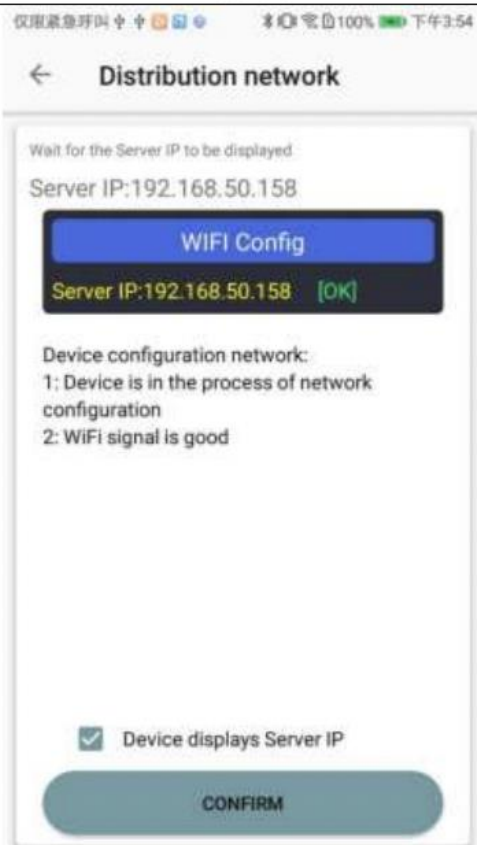 仅限紧急呼叫 100% 下午3:54
Distribution network
Wait for the Server IP to be displayed
Server IP:192.168.50.158
WIFI Config
Server IP:192.168.50.158 [OK]
Device configuration network:
1: Device is in the process of network
configuration
2: WiFi signal is good
Device displays Server IP
CONFIRM